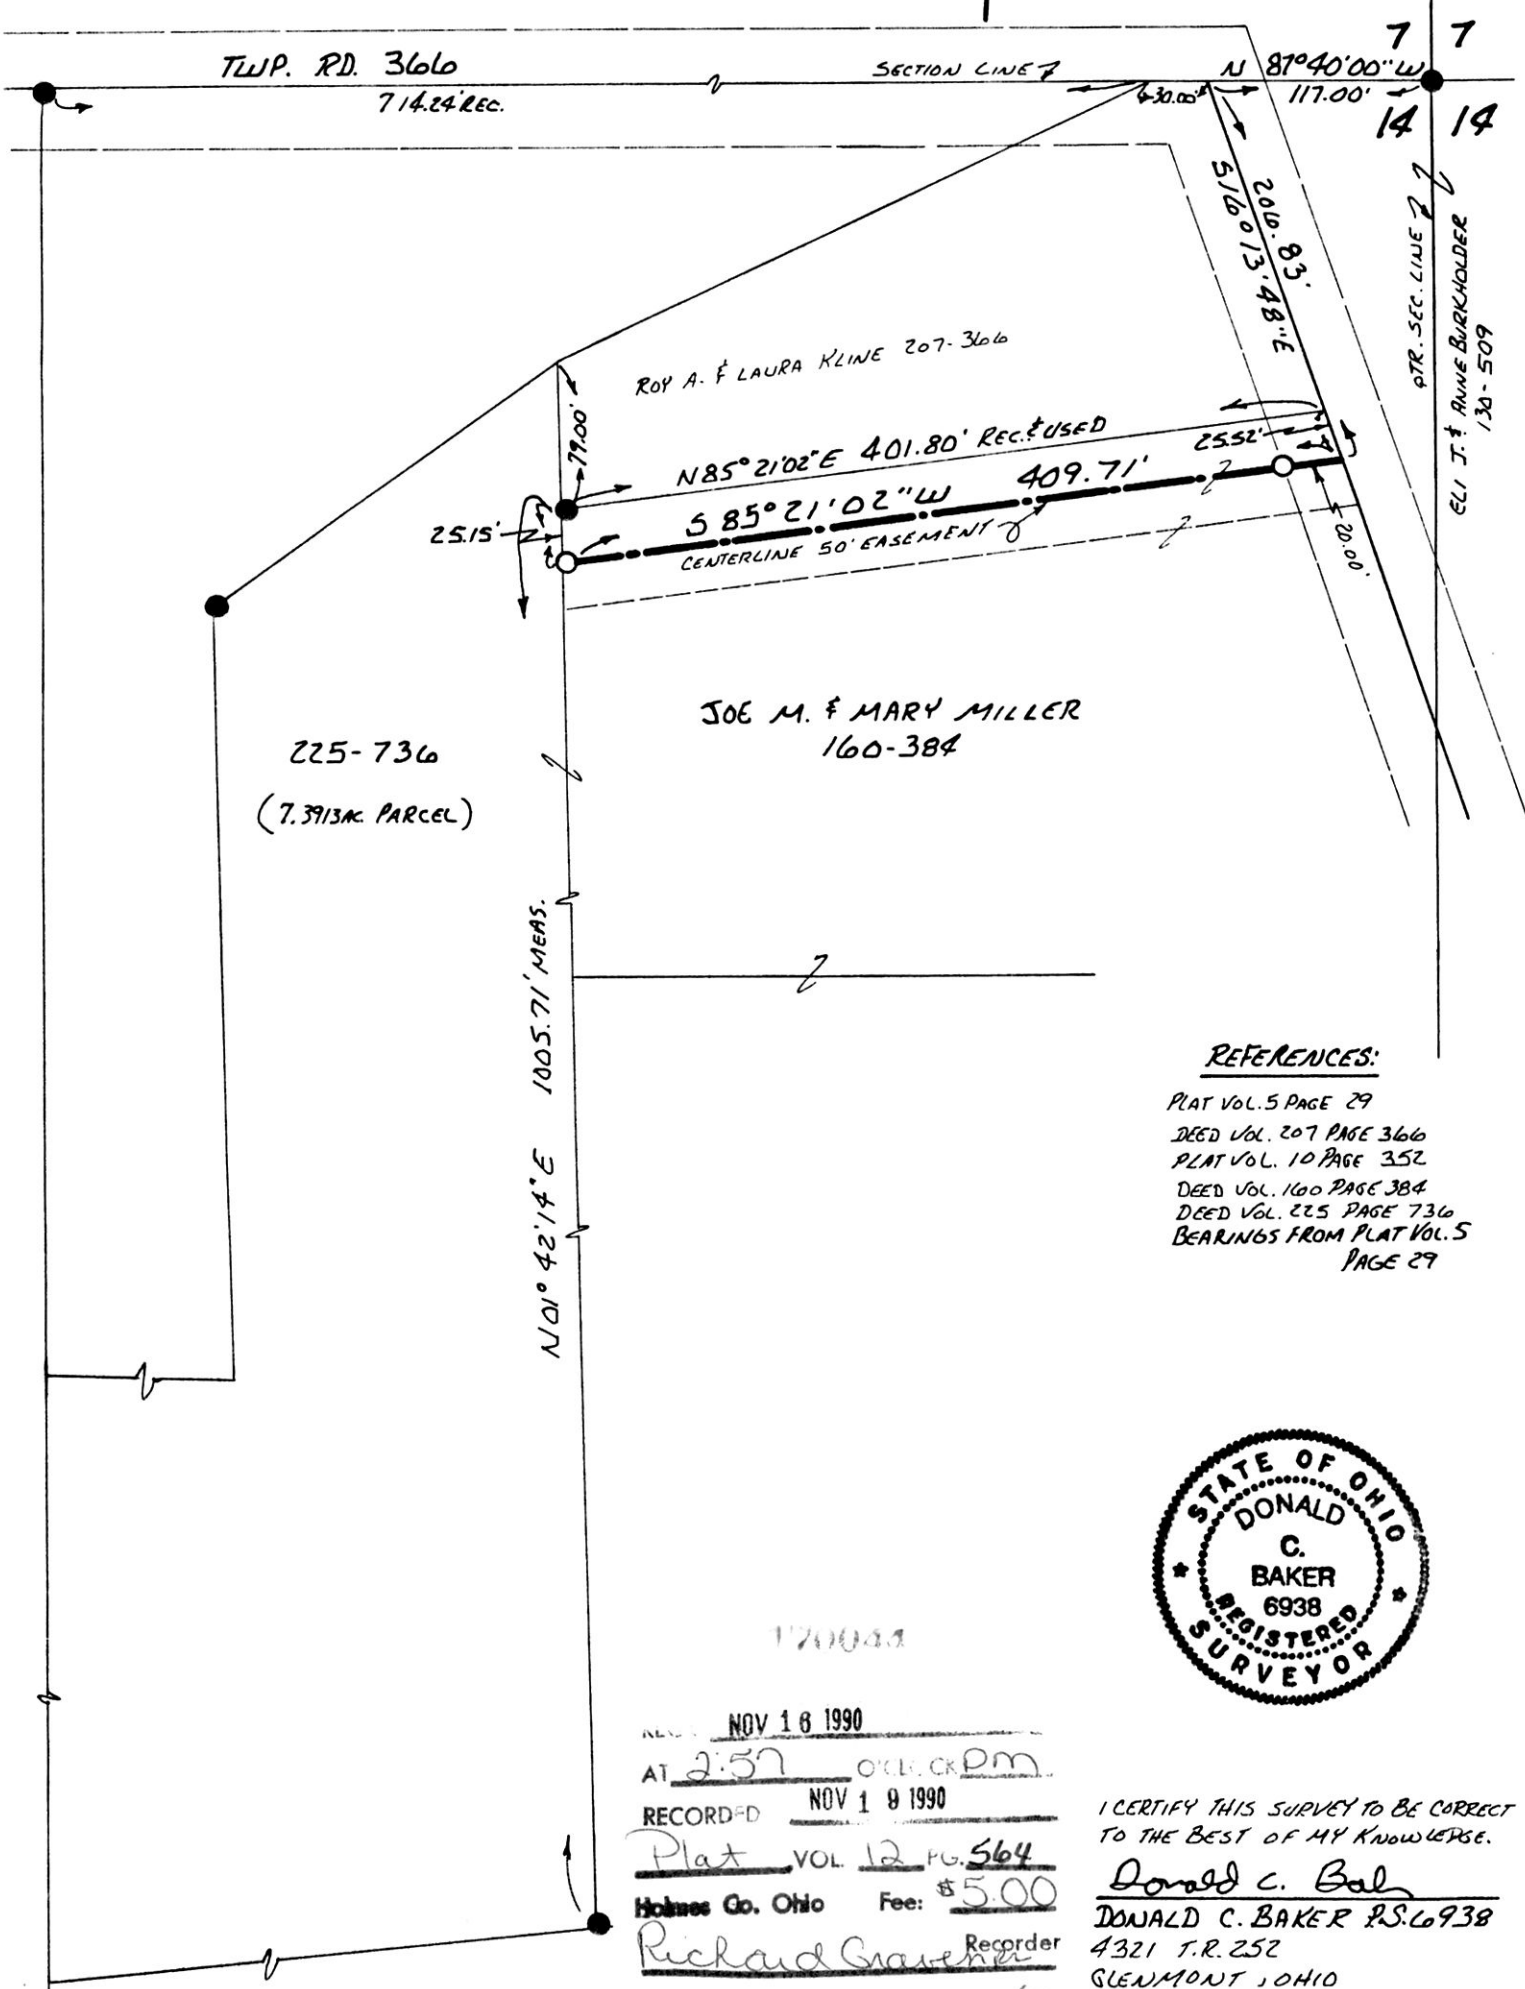 7 7
TWP. RD. 366
SECTION LINE
N 87°40'00" W
714.24' REC.
30.00'
117.00'
14 14
206.83'
S16°13'48"E
QTR. SEC. LINE
ELI J. & ANNE BURKHOLDER
130-509
ROY A. & LAURA KLINE 207-366
79.00'
N85°21'02"E 401.80' REC. & USED
25.52'
S 85°21'02"W 409.71'
25.15'
CENTERLINE 50' EASEMENT
20.00'
JOE M. & MARY MILLER
160-384
225-736
(7.3913AC. PARCEL)
N01°42'14"E 1005.71' MEAS.
REFERENCES:
PLAT VOL. 5 PAGE 29
DEED VOL. 207 PAGE 366
PLAT VOL. 10 PAGE 352
DEED VOL. 160 PAGE 384
DEED VOL. 225 PAGE 736
BEARINGS FROM PLAT VOL. 5
PAGE 29
STATE OF OHIO
DONALD
C.
BAKER
6938
REGISTERED
SURVEYOR
NOV 16 1990
AT 2:57 O'CLOCK PM
RECORDED NOV 19 1990
Plat VOL. 12 PG. 564
Holmes Co. Ohio Fee: $5.00
Richard Graven
Recorder
I CERTIFY THIS SURVEY TO BE CORRECT
TO THE BEST OF MY KNOWLEDGE.
Donald C. Bak
DONALD C. BAKER P.S. 6938
4321 T.R. 252
GLENMONT, OHIO